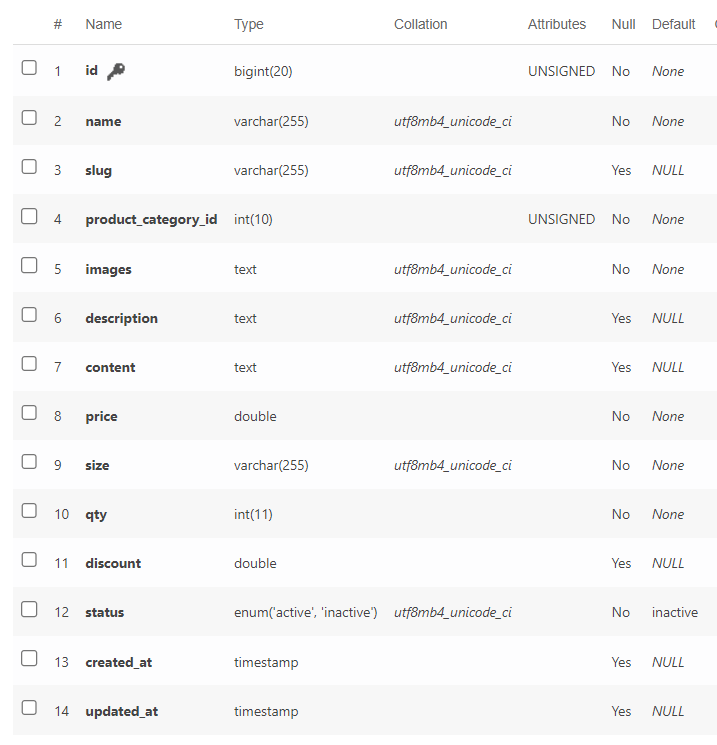 # Name Type Collation Attributes Null Default
1 id bigint(20) UNSIGNED No None
2 name varchar(255) utf8mb4_unicode_ci No None
3 slug varchar(255) utf8mb4_unicode_ci Yes NULL
4 product_category_id int(10) UNSIGNED No None
5 images text utf8mb4_unicode_ci No None
6 description text utf8mb4_unicode_ci Yes NULL
7 content text utf8mb4_unicode_ci Yes NULL
8 price double No None
9 size varchar(255) utf8mb4_unicode_ci No None
10 qty int(11) No None
11 discount double Yes NULL
12 status enum('active', 'inactive') utf8mb4_unicode_ci No inactive
13 created_at timestamp Yes NULL
14 updated_at timestamp Yes NULL